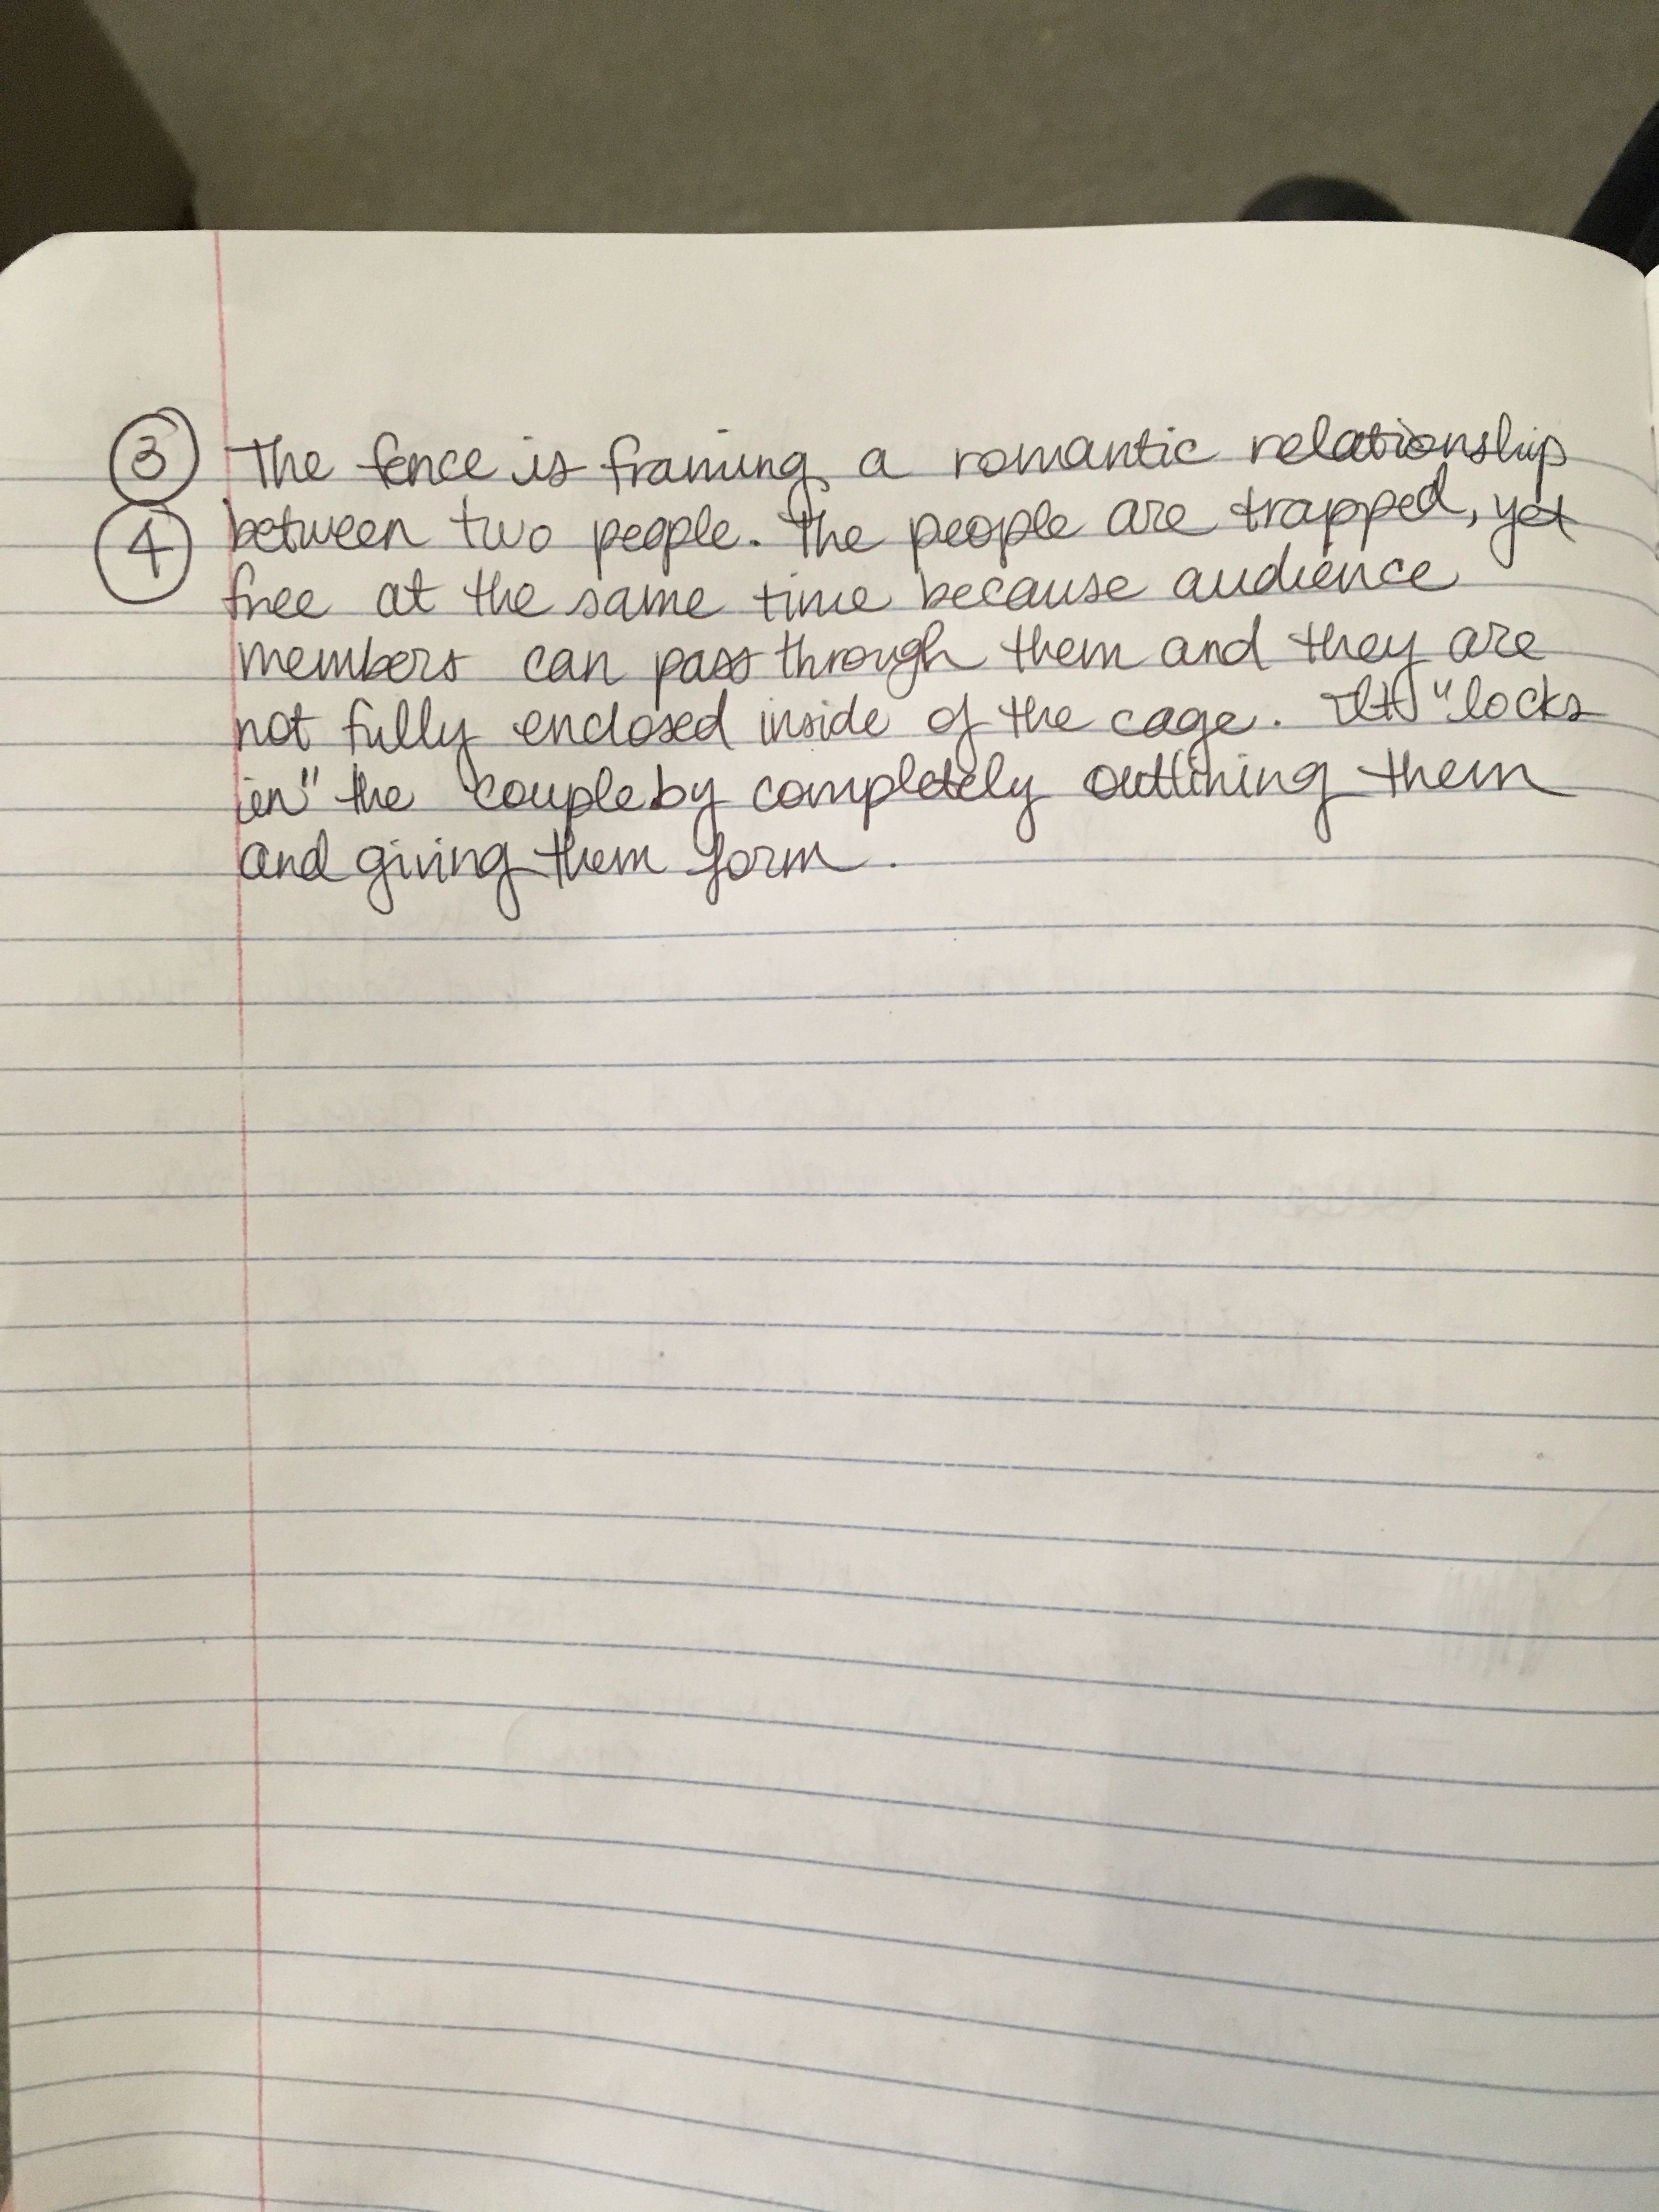 ③ The fence is framing a romantic relationship
④ between two people. The people are trapped, yet
free at the same time because audience
members can pass through them and they are
not fully enclosed inside of the cage. It "locks
in" the couple by completely outlining them
and giving them form.